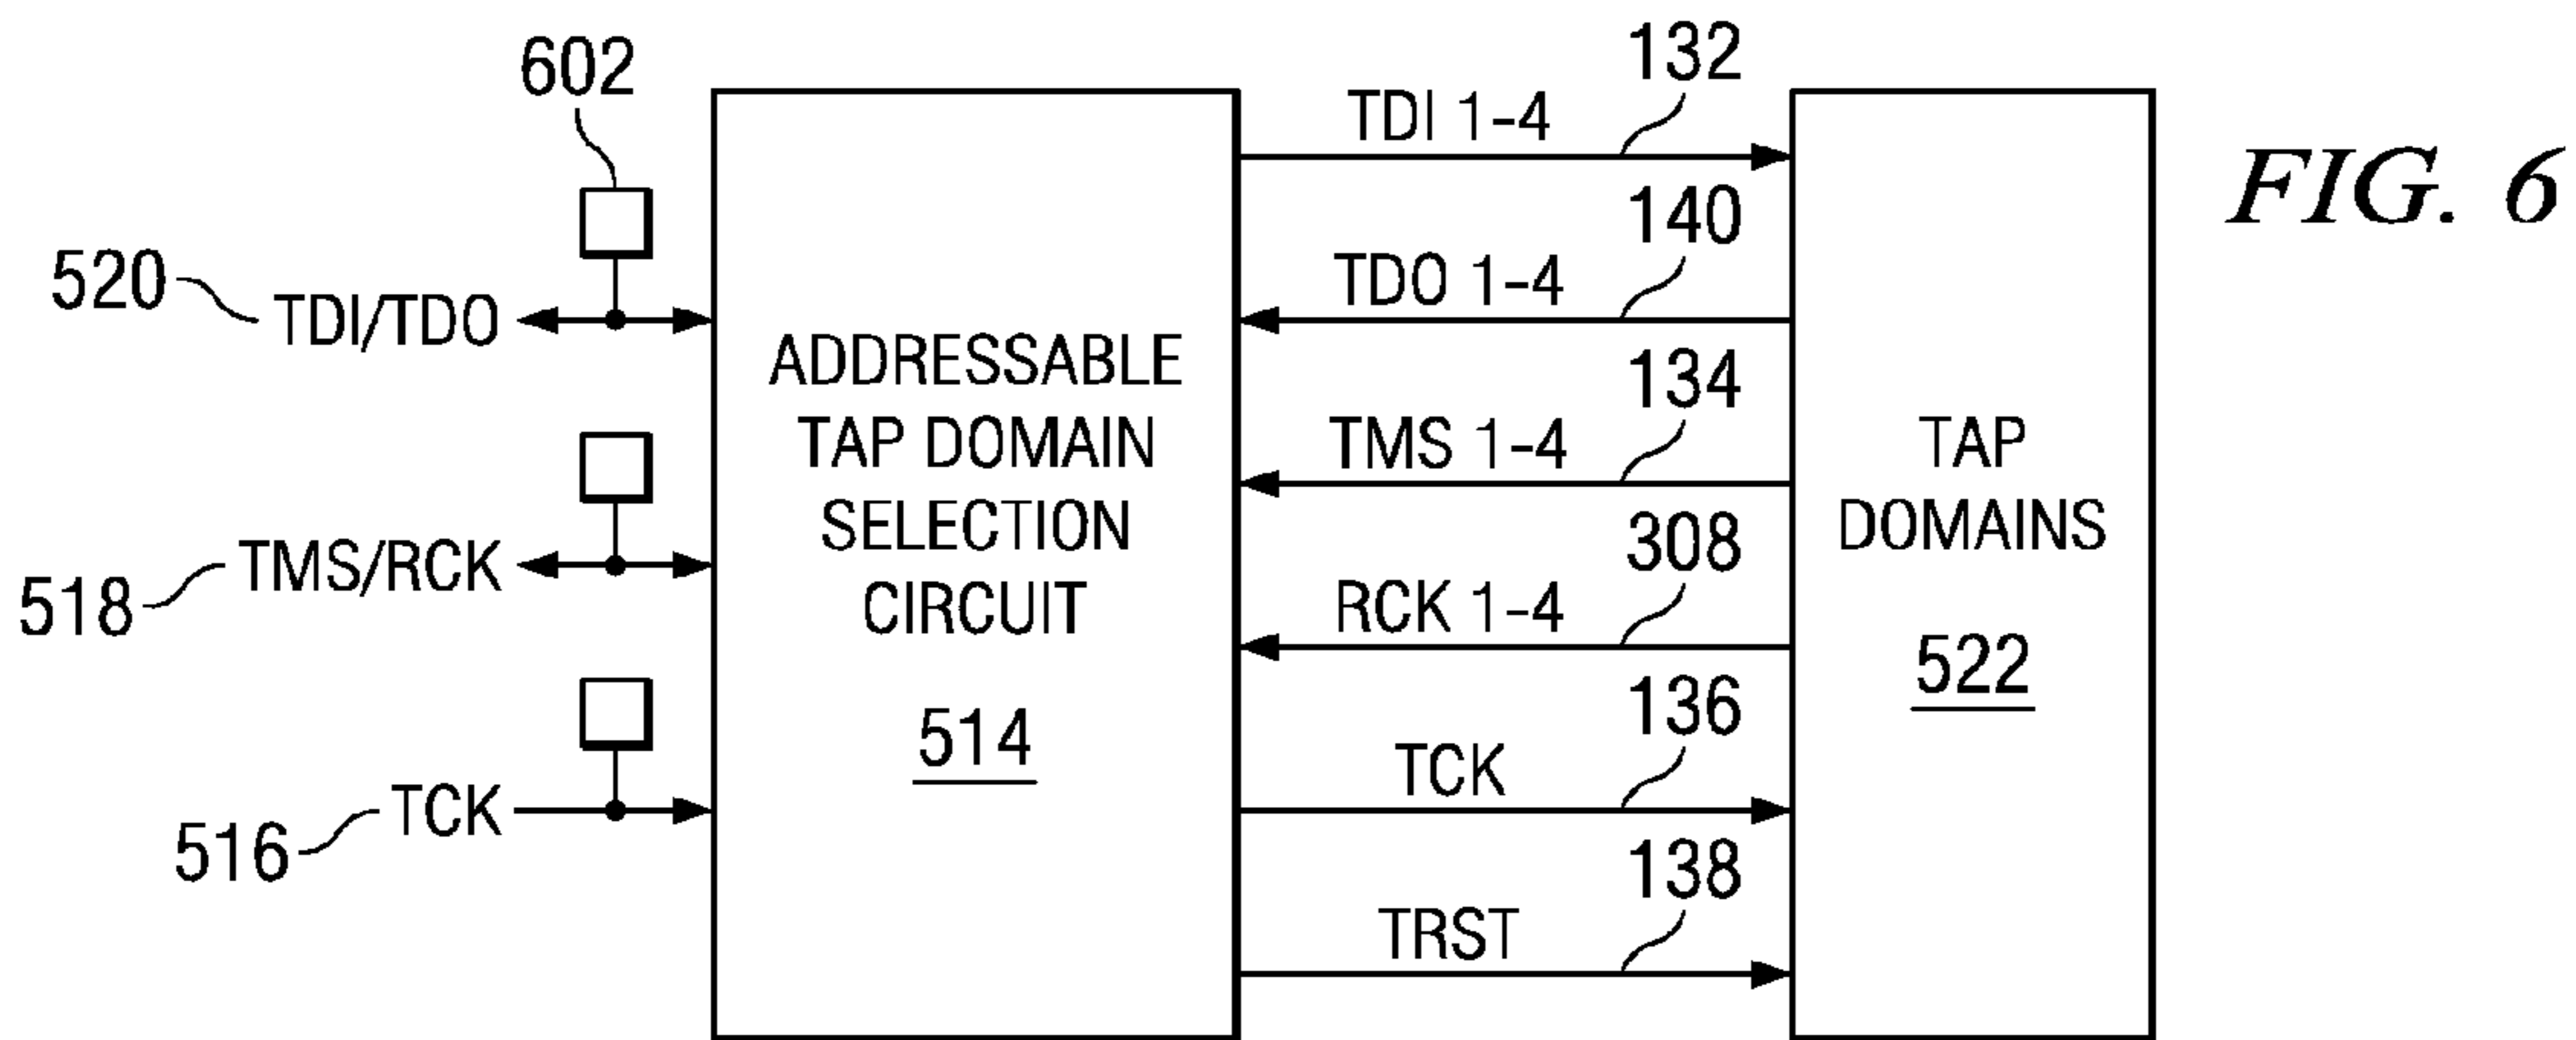 602
520
TDI/TDO
518
TMS/RCK
516
TCK
ADDRESSABLE
TAP DOMAIN
SELECTION
CIRCUIT
514
132
TDI 1-4
140
TDO 1-4
134
TMS 1-4
308
RCK 1-4
136
TCK
138
TRST
TAP
DOMAINS
522
FIG. 6